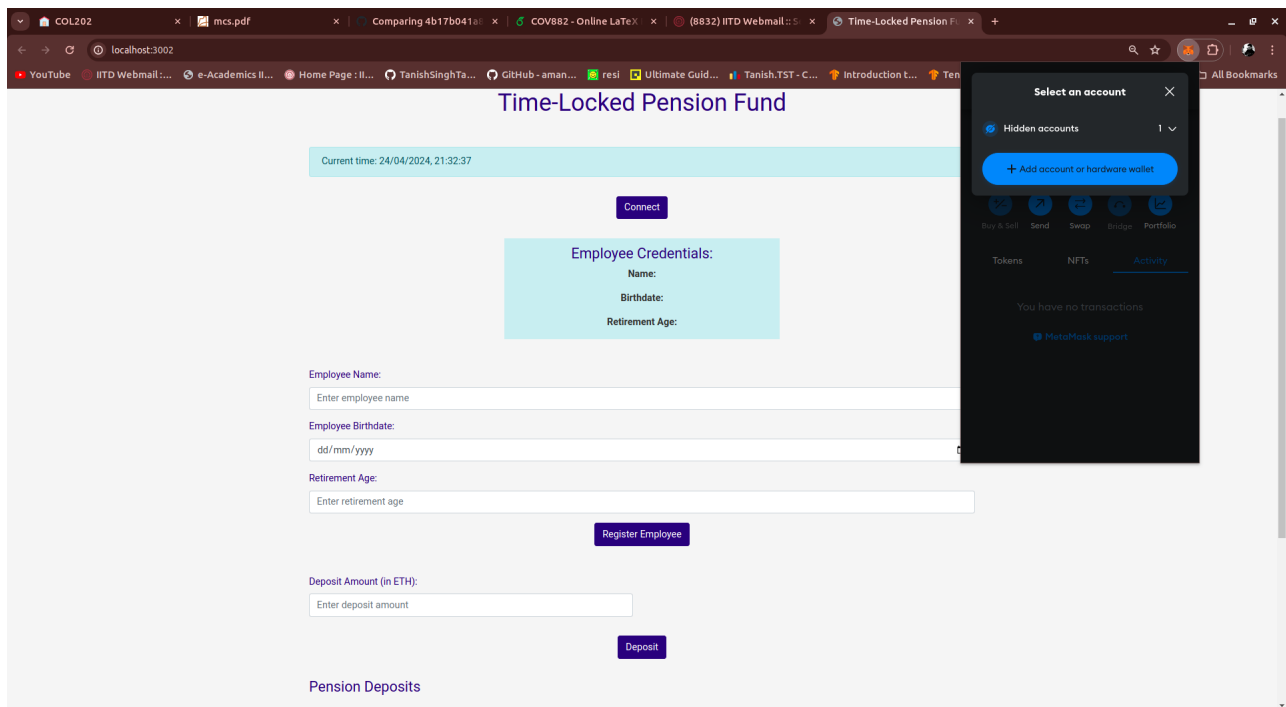 COL202
mcs.pdf
Comparing 4b17b041a
COV882 - Online LaTeX
(8832) IITD Webmail :: S
Time-Locked Pension F
localhost:3002
YouTube
IITD Webmail :...
e-Academics II...
Home Page : II...
TanishSinghTa...
GitHub - aman...
resi
Ultimate Guid...
Tanish.TST - C...
Introduction t...
Ten
All Bookmarks
Time-Locked Pension Fund
Current time: 24/04/2024, 21:32:37
Connect
Employee Credentials:
Name:
Birthdate:
Retirement Age:
Employee Name:
Enter employee name
Employee Birthdate:
dd/mm/yyyy
Retirement Age:
Enter retirement age
Register Employee
Deposit Amount (in ETH):
Enter deposit amount
Deposit
Pension Deposits
Select an account
Hidden accounts
1
+ Add account or hardware wallet
Buy & Sell
Send
Swap
Bridge
Portfolio
Tokens
NFTs
Activity
You have no transactions
MetaMask support